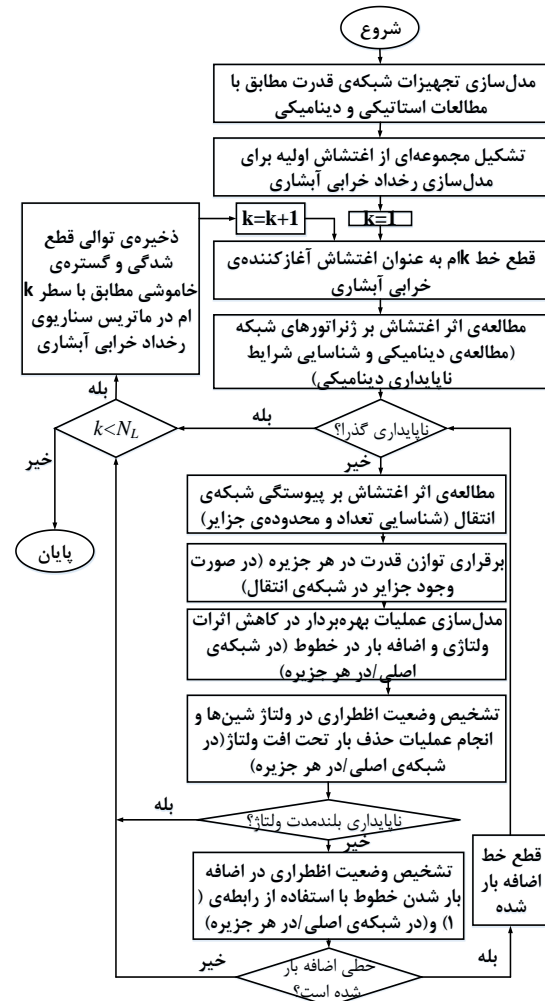 شروع
مدل‌سازی تجهیزات شبکه‌ی قدرت مطابق با
مطالعات استاتیکی و دینامیکی
تشکیل مجموعه‌ای از اغتشاش اولیه برای
مدل‌سازی رخداد خرابی آبشاری
k=1
k=k+1
ذخیره‌ی توالی قطع
شدگی و گستره‌ی
خاموشی مطابق با سطر k
ام در ماتریس سناریوی
رخداد خرابی آبشاری
قطع خط kام به عنوان اغتشاش آغازکننده‌ی
خرابی آبشاری
مطالعه‌ی اثر اغتشاش بر ژنراتورهای شبکه
(مطالعه‌ی دینامیکی و شناسایی شرایط
ناپایداری دینامیکی)
ناپایداری گذرا؟
بله
خیر
k<N_L
بله
خیر
پایان
مطالعه‌ی اثر اغتشاش بر پیوستگی شبکه‌ی
انتقال (شناسایی تعداد و محدوده‌ی جزایر)
برقراری توازن قدرت در هر جزیره (در صورت
وجود جزایر در شبکه‌ی انتقال)
مدل‌سازی عملیات بهره‌بردار در کاهش اثرات
ولتاژی و اضافه بار در خطوط (در شبکه‌ی
اصلی/در هر جزیره)
تشخیص وضعیت اظطراری در ولتاژ شین‌ها و
انجام عملیات حذف بار تحت افت ولتاژ(در
شبکه‌ی اصلی/در هر جزیره)
ناپایداری بلندمدت ولتاژ؟
بله
خیر
تشخیص وضعیت اظطراری در اضافه
بار شدن خطوط با استفاده از رابطه‌ی (
۱) و(در شبکه‌ی اصلی/در هر جزیره)
خطی اضافه بار
شده است؟
خیر
بله
قطع خط
اضافه بار
شده